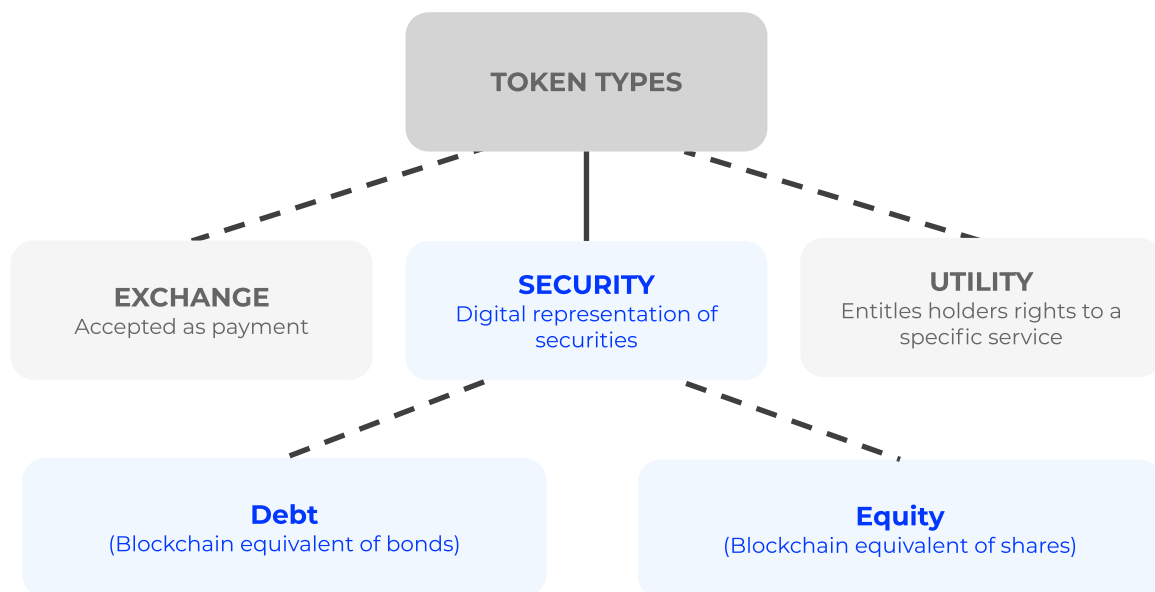 TOKEN TYPES
EXCHANGE
Accepted as payment
SECURITY
Digital representation of
securities
UTILITY
Entitles holders rights to a
specific service
Debt
(Blockchain equivalent of bonds)
Equity
(Blockchain equivalent of shares)